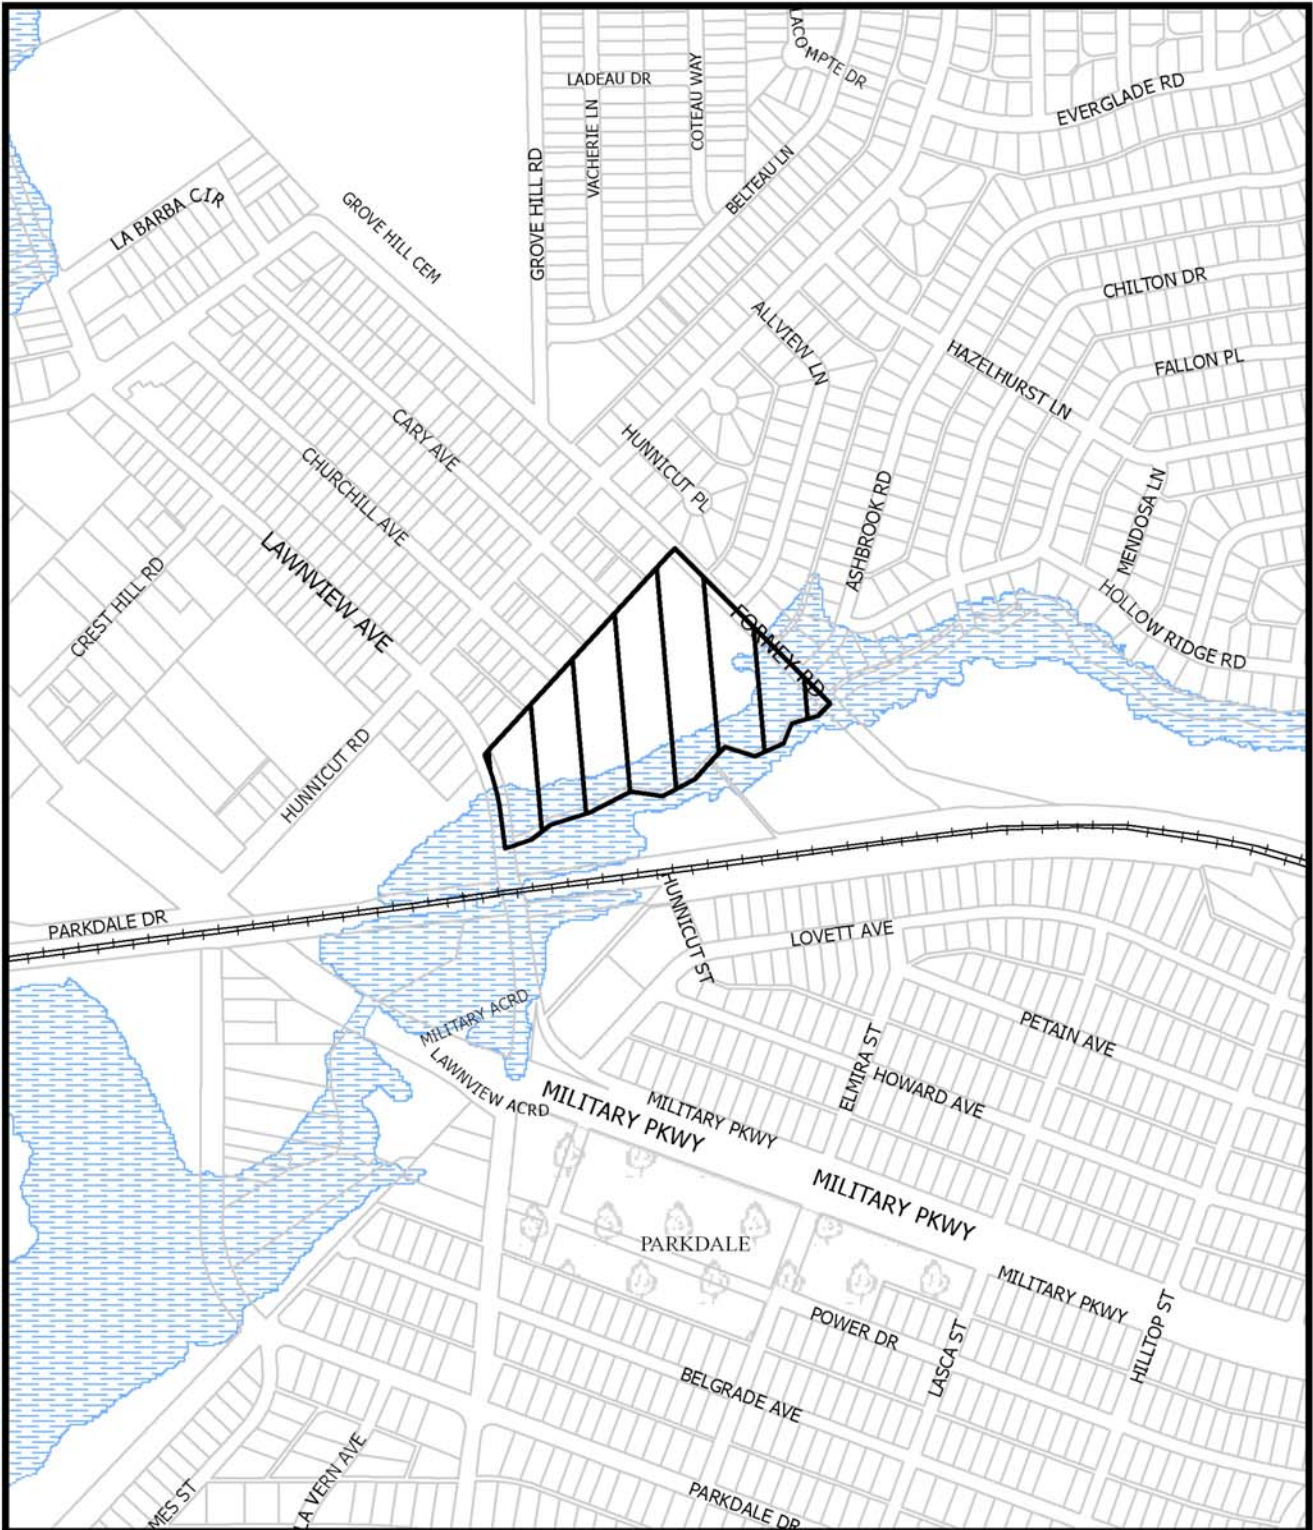 LACOMPTE DR
LADEAU DR
COTEAU WAY
EVERGLADE RD
VACHERIE LN
BELTEAU LN
GROVE HILL RD
LA BARBA CIR
GROVE HILL CEM
CHILTON DR
ALLVIEW LN
HAZELHURST LN
FALLON PL
CARY AVE
HUNNICUT PL
CHURCHILL AVE
ASHBROOK RD
MENDOSA LN
LAWNVIEW AVE
CREST HILL RD
FORNEY RD
HOLLOW RIDGE RD
HUNNICUT RD
PARKDALE DR
HUNNICUT ST
LOVETT AVE
MILITARY ACRD
PETAIN AVE
ELMIRA ST
LAWNVIEW ACRD
HOWARD AVE
MILITARY PKWY
MILITARY PKWY
MILITARY PKWY
PARKDALE
MILITARY PKWY
POWER DR
HILLTOP ST
LASCA ST
BELGRADE AVE
LA VERN AVE
MES ST
PARKDALE DR